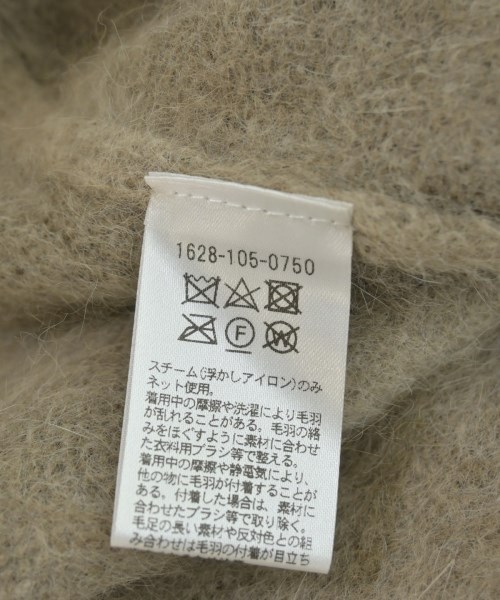 1628-105-0750
F
W
スチーム(浮かしアイロン)のみ
ネット使用。
着用中の摩擦や洗濯により毛羽
が乱れることがある。毛羽の絡
みをほぐすように素材に合わせ
た衣料用ブラシ等で整える。
着用中の摩擦や静電気により、
他の物に毛羽が付着することが
ある。付着した場合は、素材に
合わせたブラシ等で取り除く。
毛足の長い素材や反対色との組
み合わせは毛羽の付着が目立ち